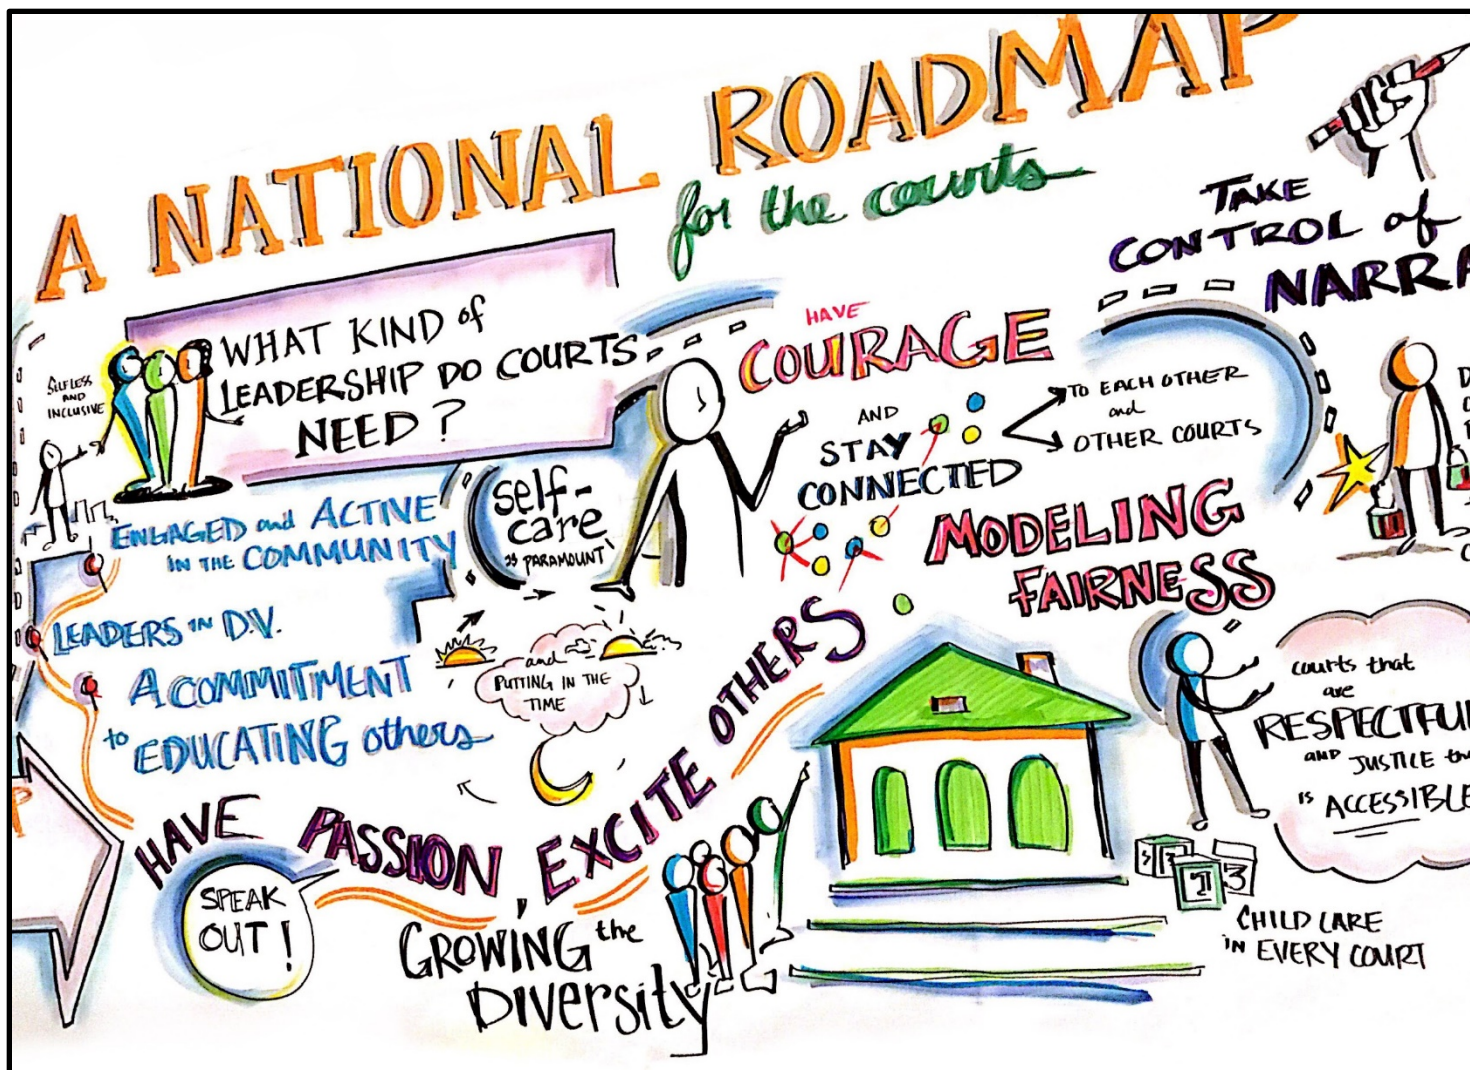 A NATIONAL ROADMAP
for the courts
TAKE
CONTROL of
NARRA
WHAT KIND of
LEADERSHIP DO COURTS
NEED?
SELFLESS
AND
INCLUSIVE
HAVE
COURAGE
AND
STAY
CONNECTED
TO EACH OTHER
and
OTHER COURTS
ENGAGED and ACTIVE
IN THE COMMUNITY
self-
care
IS PARAMOUNT
LEADERS IN D.V.
A COMMITMENT
to EDUCATING others
and
PUTTING IN THE
TIME
MODELING
FAIRNESS
courts that
are
RESPECTFUL
AND JUSTICE
IS ACCESSIBLE
HAVE PASSION, EXCITE OTHERS
SPEAK
OUT!
GROWING the
DIVERSITY
CHILD CARE
IN EVERY COURT